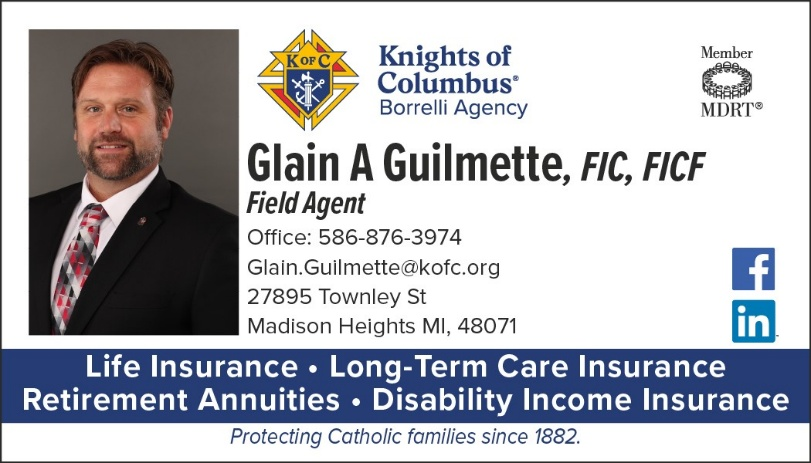 K OF C
Knights of
Columbus®
Borrelli Agency
Member
MDRT®
Glain A Guilmette, FIC, FICF
Field Agent
Office: 586-876-3974
Glain.Guilmette@kofc.org
27895 Townley St
Madison Heights MI, 48071
f
in
Life Insurance • Long-Term Care Insurance
Retirement Annuities • Disability Income Insurance
Protecting Catholic families since 1882.